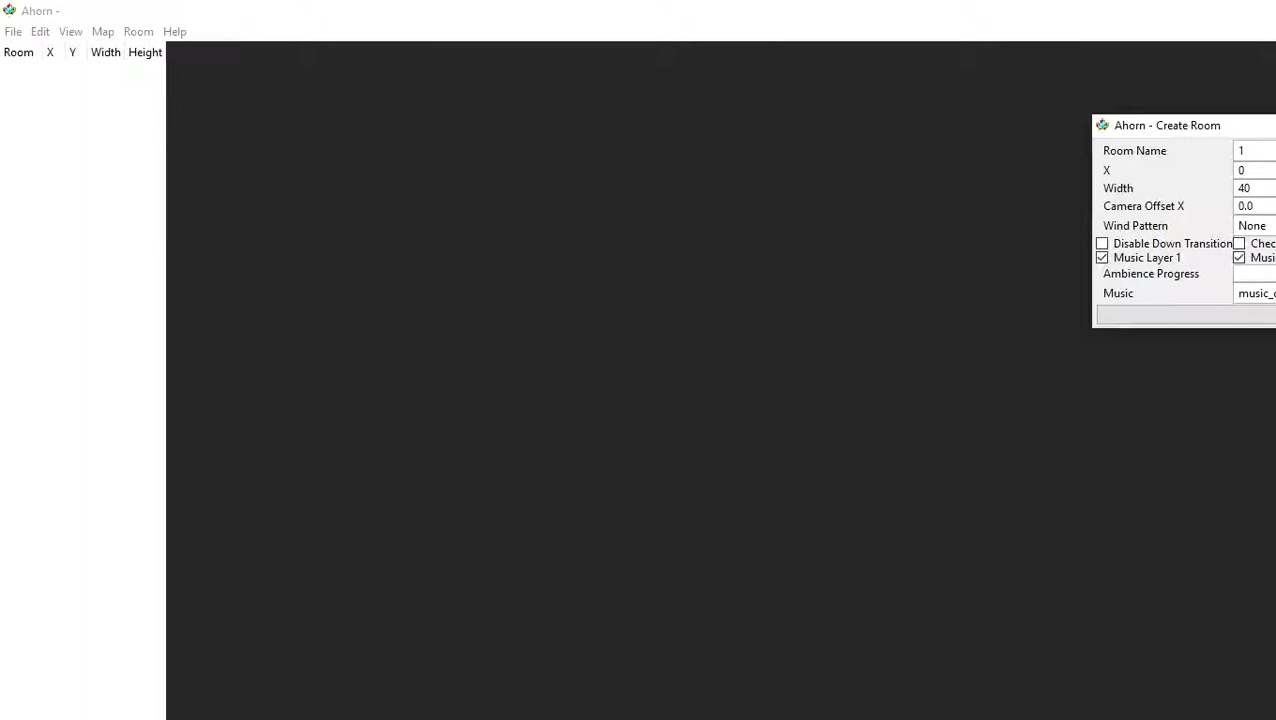 Ahorn -
File Edit View Map Room Help
Room X Y Width Height
Ahorn - Create Room
Room Name 1
X 0
Width 40
Camera Offset X 0.0
Wind Pattern None
Disable Down Transition
Music Layer 1
Ambience Progress
Music